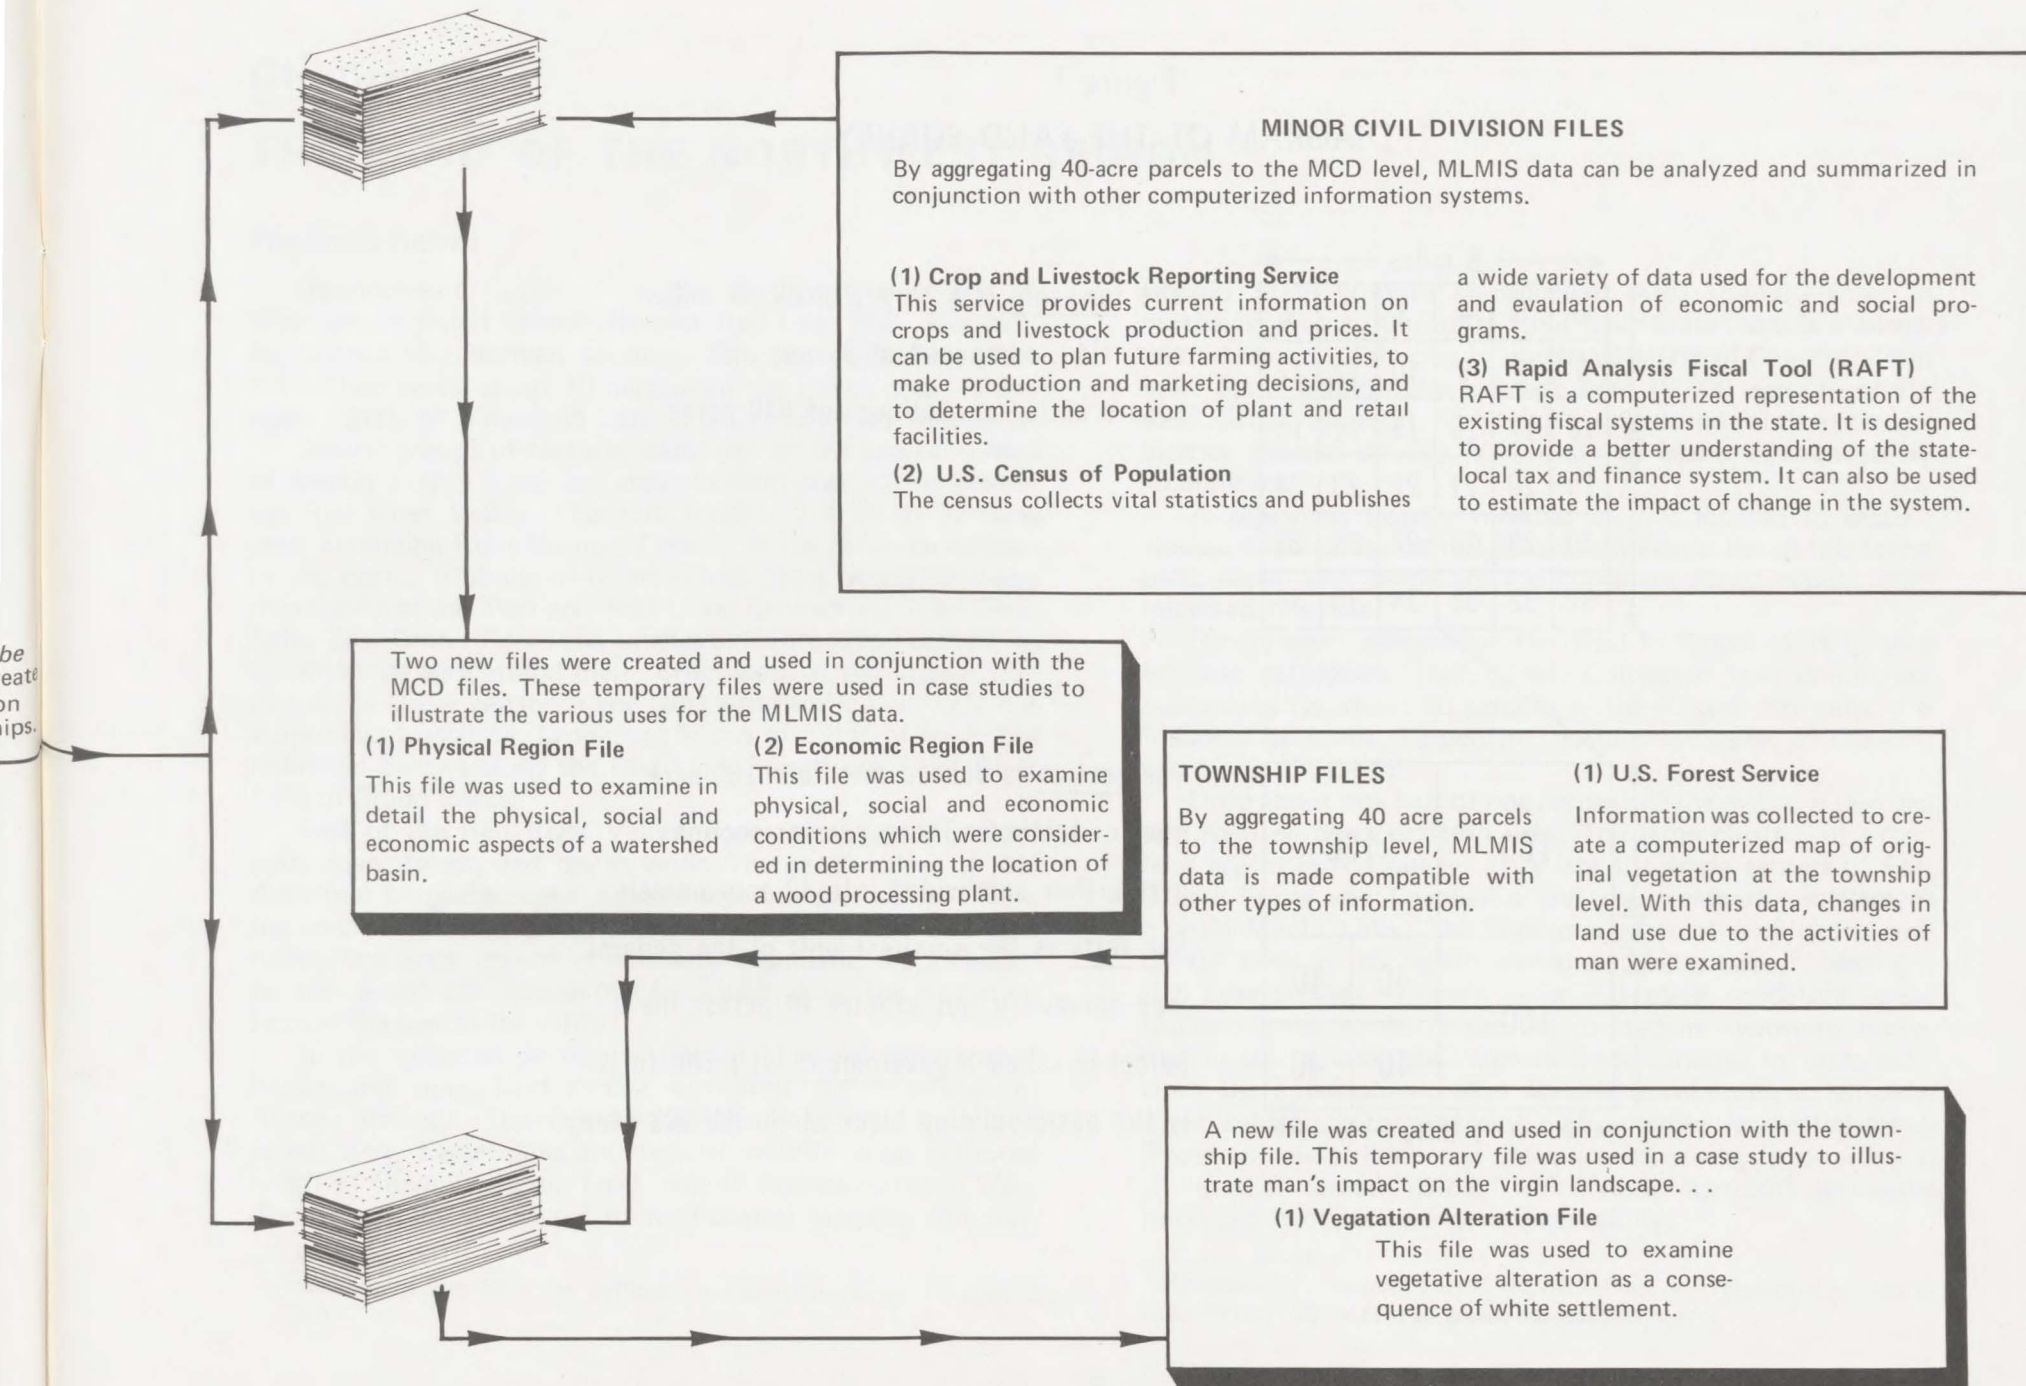 MINOR CIVIL DIVISION FILES
By aggregating 40-acre parcels to the MCD level, MLMIS data can be analyzed and summarized in
conjunction with other computerized information systems.
(1) Crop and Livestock Reporting Service
This service provides current information on
crops and livestock production and prices. It
can be used to plan future farming activities, to
make production and marketing decisions, and
to determine the location of plant and retail
facilities.
(2) U.S. Census of Population
The census collects vital statistics and publishes
a wide variety of data used for the development
and evaulation of economic and social pro-
grams.
(3) Rapid Analysis Fiscal Tool (RAFT)
RAFT is a computerized representation of the
existing fiscal systems in the state. It is designed
to provide a better understanding of the state-
local tax and finance system. It can also be used
to estimate the impact of change in the system.
be
eate
on
hips.
Two new files were created and used in conjunction with the
MCD files. These temporary files were used in case studies to
illustrate the various uses for the MLMIS data.
(1) Physical Region File
This file was used to examine in
detail the physical, social and
economic aspects of a watershed
basin.
(2) Economic Region File
This file was used to examine
physical, social and economic
conditions which were consider-
ed in determining the location of
a wood processing plant.
TOWNSHIP FILES
By aggregating 40 acre parcels
to the township level, MLMIS
data is made compatible with
other types of information.
(1) U.S. Forest Service
Information was collected to cre-
ate a computerized map of orig-
inal vegetation at the township
level. With this data, changes in
land use due to the activities of
man were examined.
A new file was created and used in conjunction with the town-
ship file. This temporary file was used in a case study to illus-
trate man's impact on the virgin landscape. . .
(1) Vegatation Alteration File
This file was used to examine
vegetative alteration as a conse-
quence of white settlement.